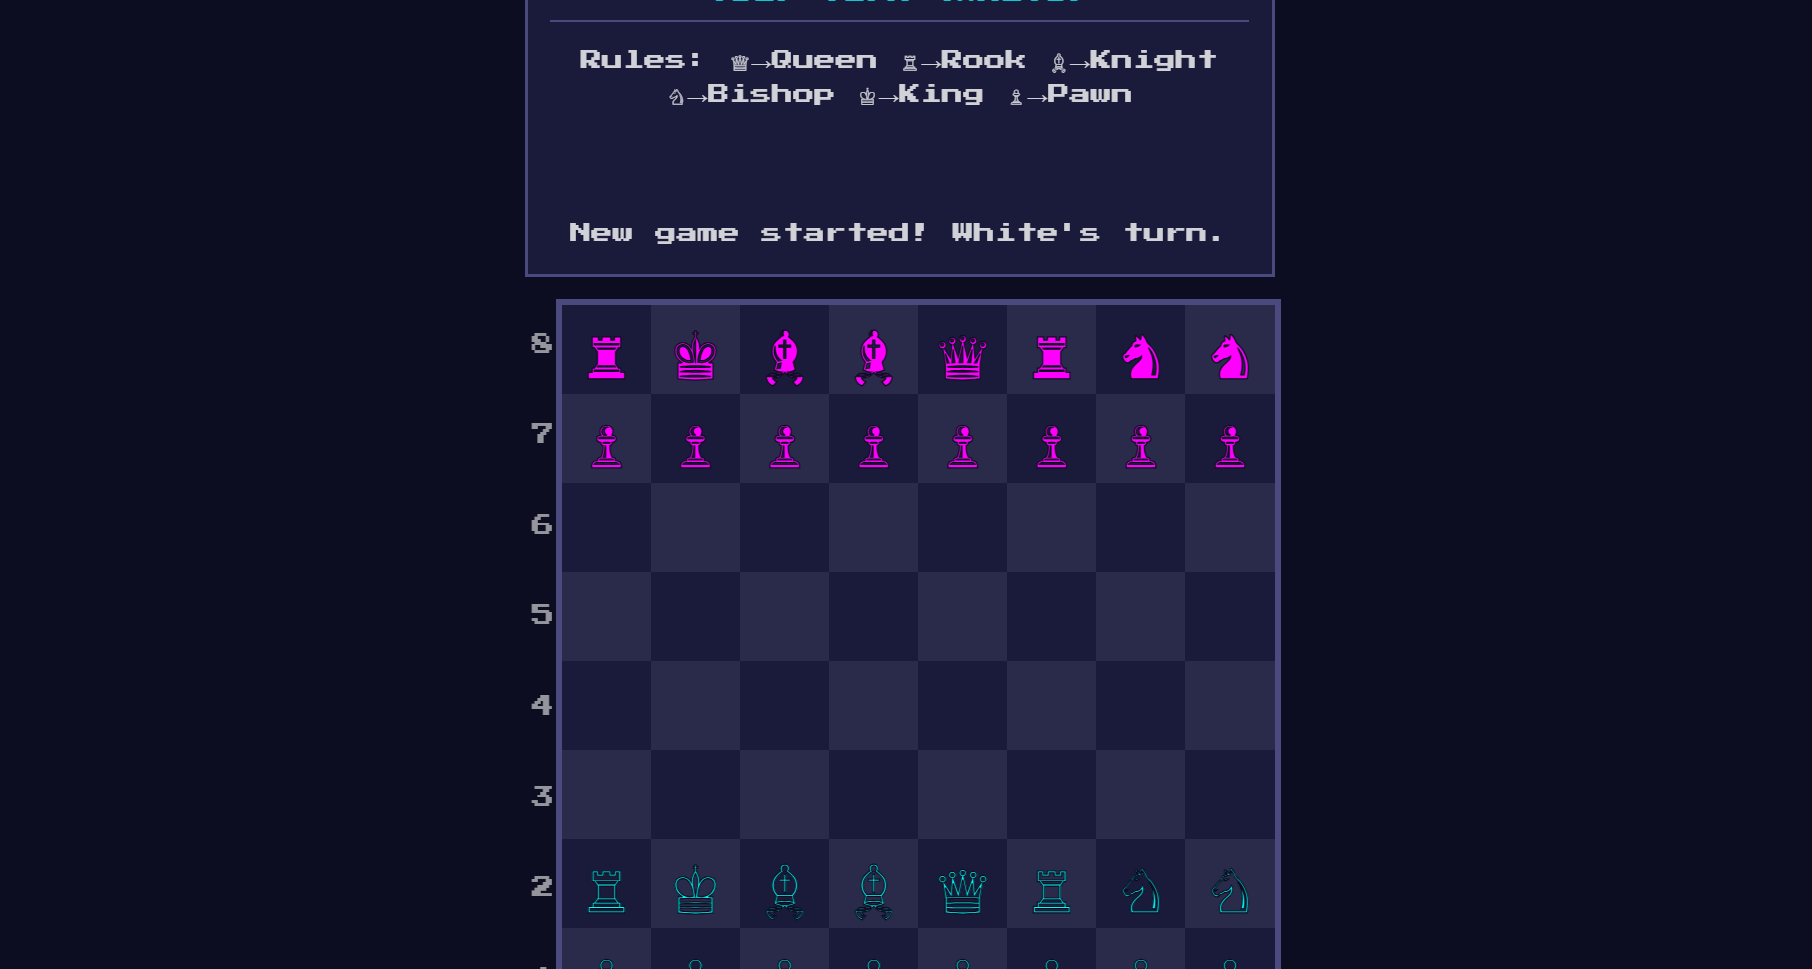 Rules: ♕→Queen ♖→Rook ♗→Knight
♘→Bishop ♔→King ♙→Pawn
New game started! White's turn.
8
7
6
5
4
3
2